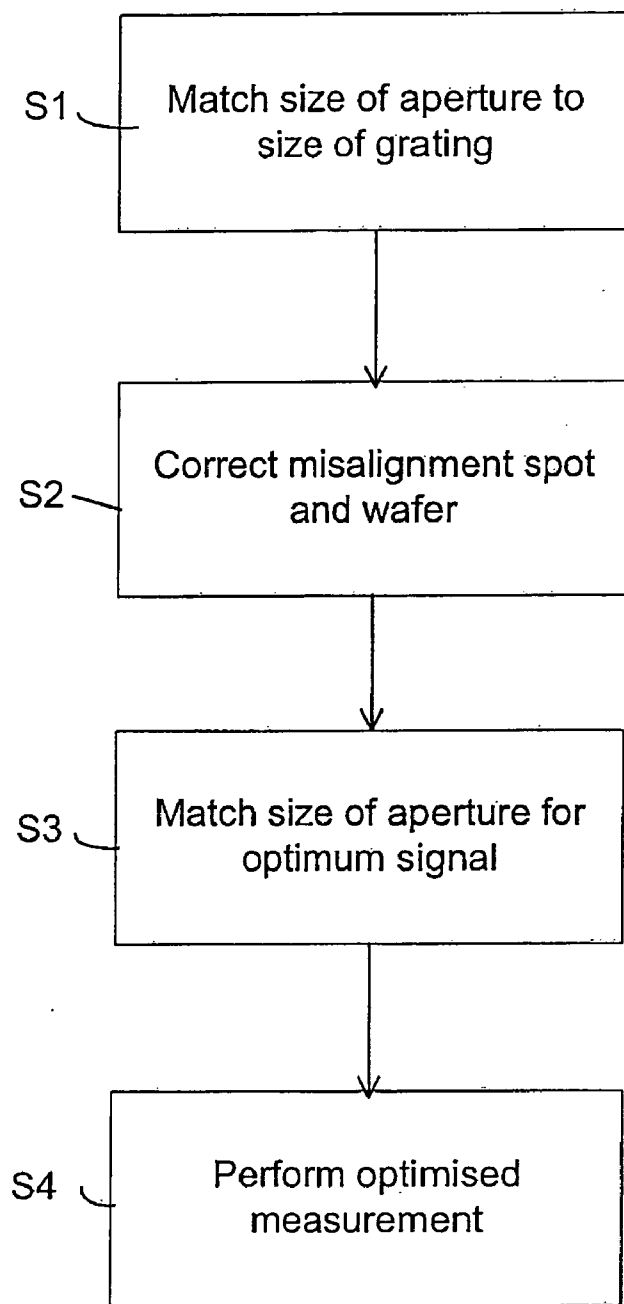 S1
Match size of aperture to
size of grating
S2
Correct misalignment spot
and wafer
S3
Match size of aperture for
optimum signal
S4
Perform optimised
measurement